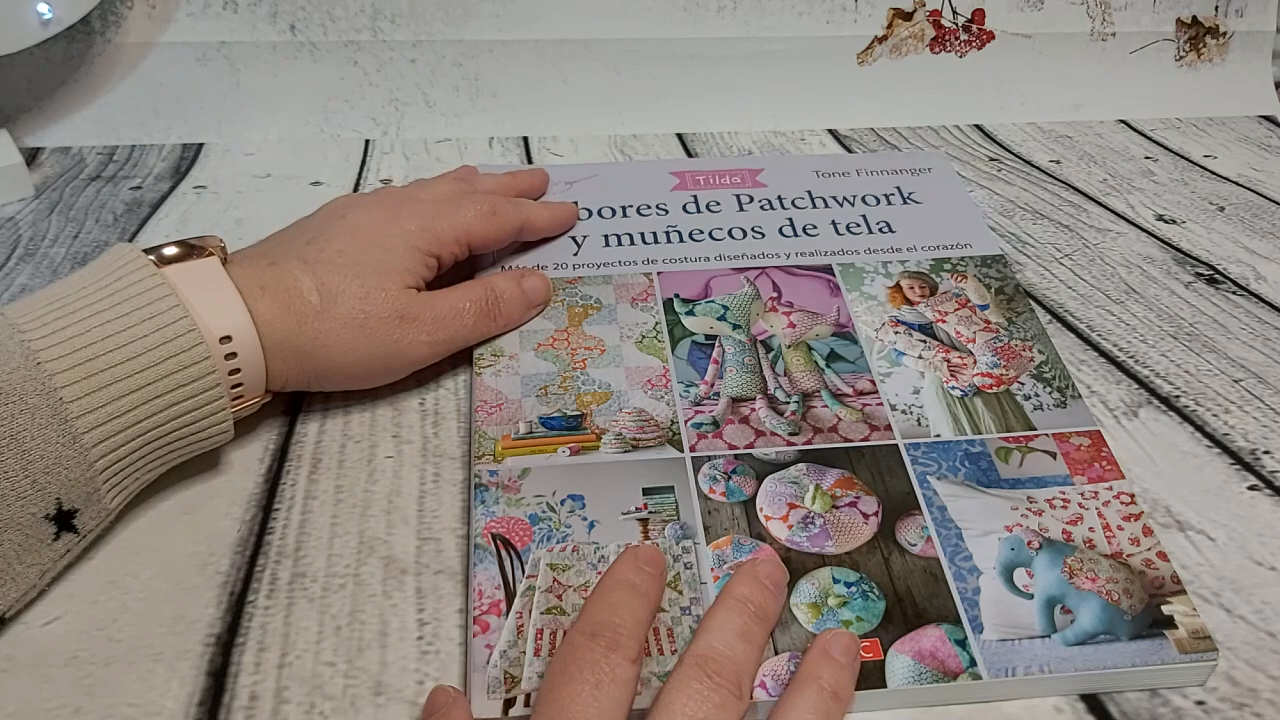 Tilda
Tone Finnanger
bores de Patchwork
y muñecos de tela
Más de 20 proyectos de costura diseñados y realizados desde el corazón
C